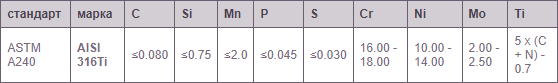 стандарт марка C Si Mn P S Cr Ni Mo Ti
ASTM A240 AISI 316Ti ≤0.080 ≤0.75 ≤2.0 ≤0.045 ≤0.030 16.00 - 18.00 10.00 - 14.00 2.00 - 2.50 5 x (C + N) - 0.7